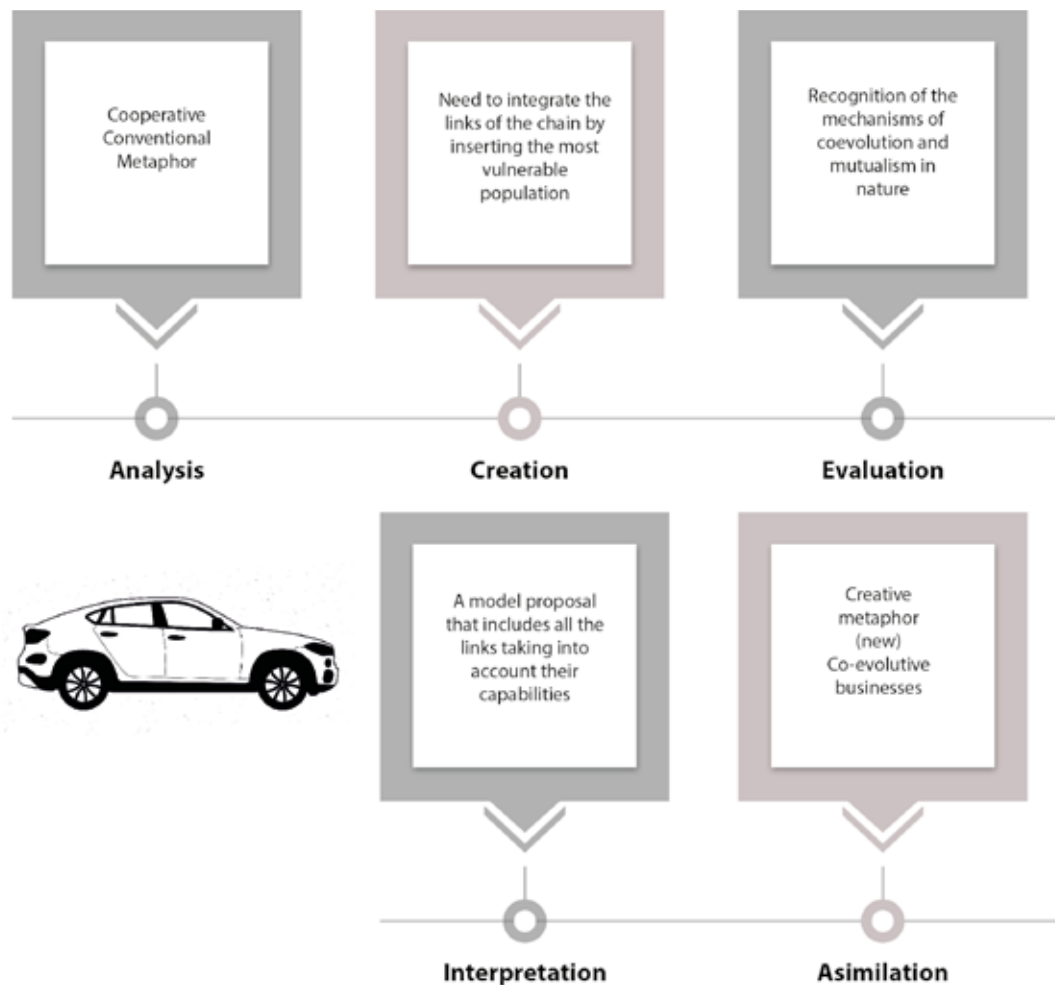 Cooperative
Conventional
Metaphor
Need to integrate the
links of the chain by
inserting the most
vulnerable
population
Recognition of the
mechanisms of
coevolution and
mutualism in
nature
Analysis
Creation
Evaluation
A model proposal
that includes all the
links taking into
account their
capabilities
Creative
metaphor
(new)
Co-evolutive
businesses
Interpretation
Asimilation